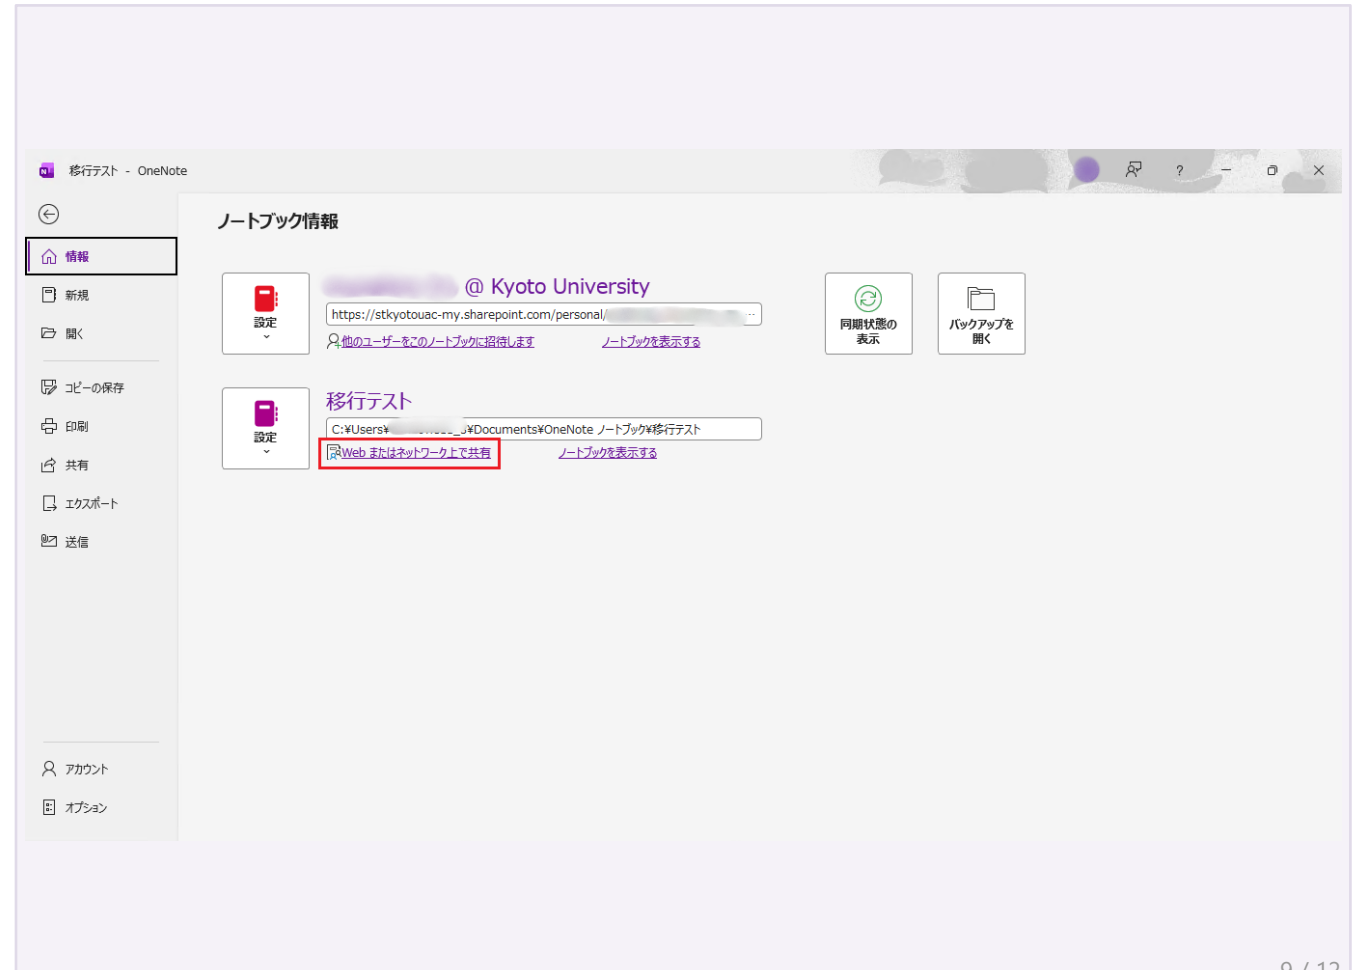 移行テスト - OneNote
?
ノートブック情報
情報
新規
開く
コピーの保存
印刷
共有
エクスポート
送信
アカウント
オプション
設定
@ Kyoto University
https://stkyotouac-my.sharepoint.com/personal/
他のユーザーをこのノートブックに招待します
ノートブックを表示する
同期状態の
表示
バックアップを
開く
設定
移行テスト
C:¥Users¥ ¥Documents¥OneNote ノートブック¥移行テスト
Web またはネットワーク上で共有
ノートブックを表示する
9 / 12